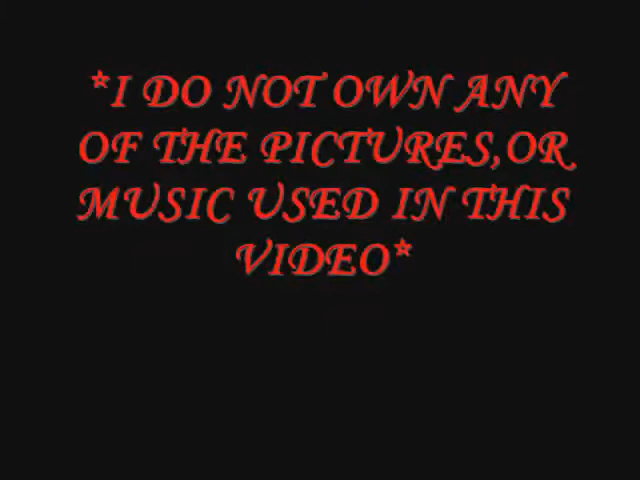 *I DO NOT OWN ANY
OF THE PICTURES,OR
MUSIC USED IN THIS
VIDEO*